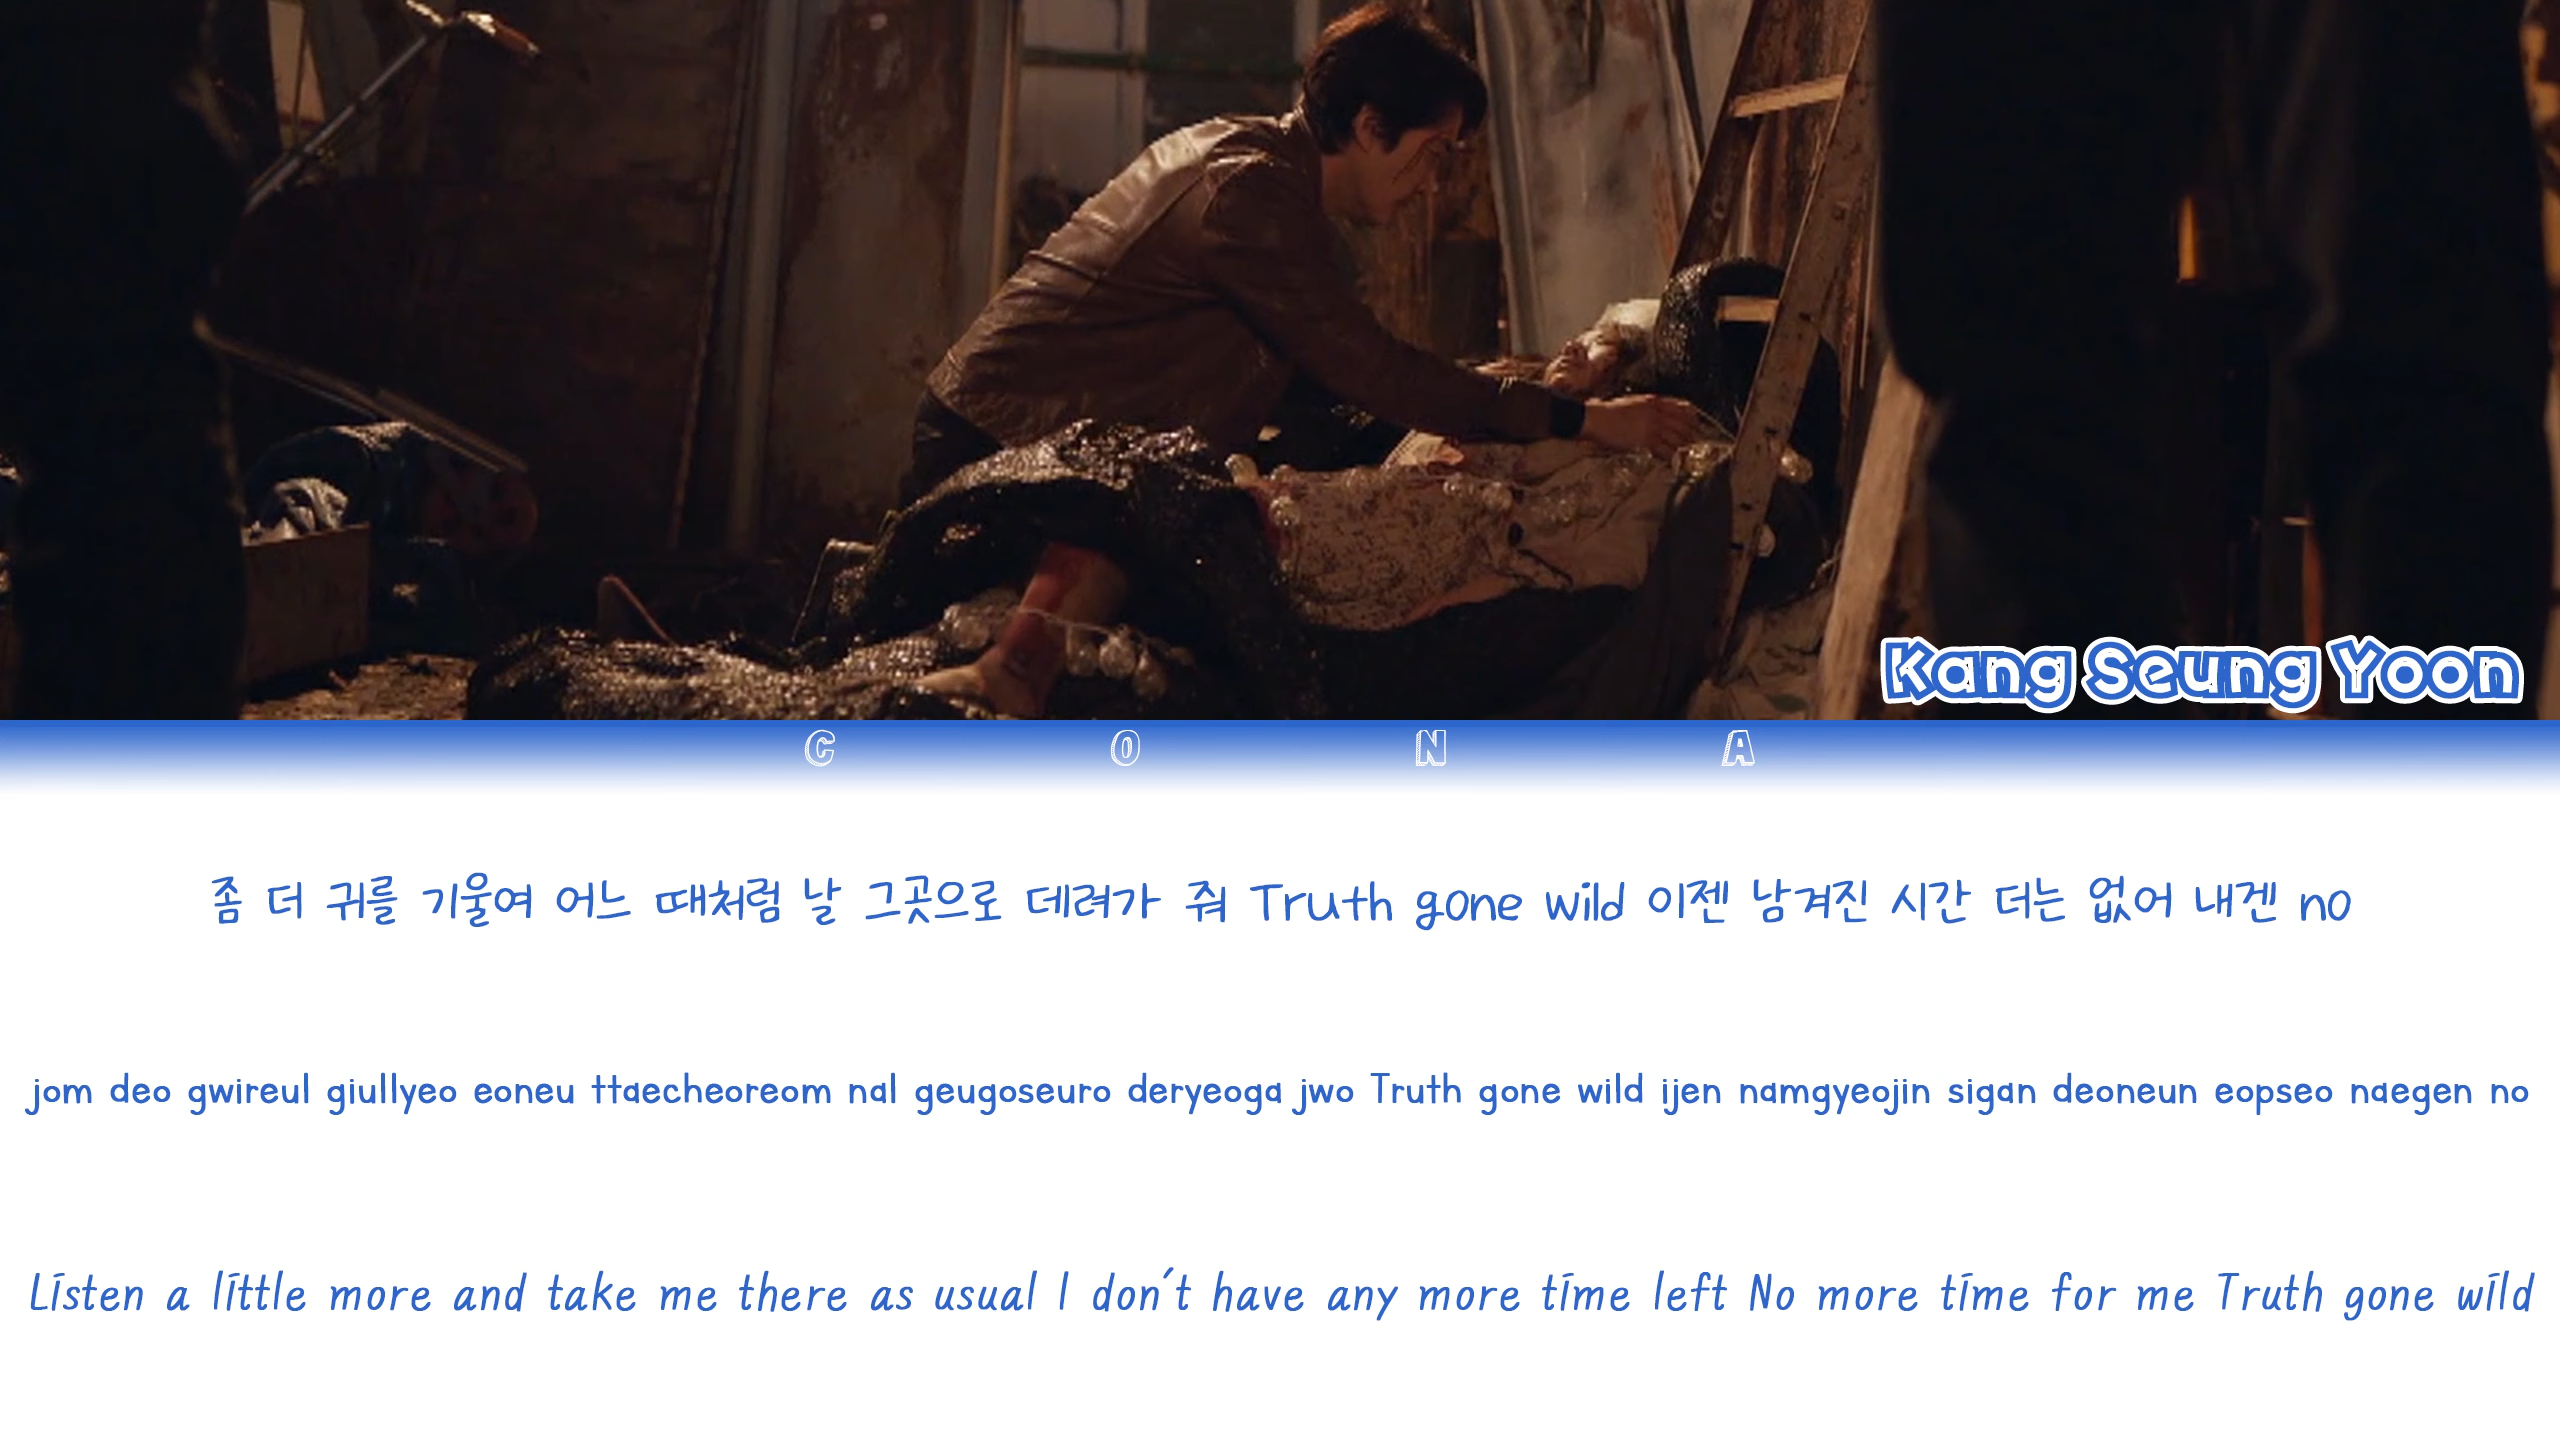 Kang Seung Yoon
C O N A
좀 더 귀를 기울여 어느 때처럼 날 그곳으로 데려가 줘 Truth gone wild 이젠 남겨진 시간 더는 없어 내겐 no
jom deo gwireul giullyeo eoneu ttaecheoreom nal geugoseuro deryeoga jwo Truth gone wild ijen namgyeojin sigan deoneun eopseo naegen no
Listen a little more and take me there as usual I don't have any more time left No more time for me Truth gone wild